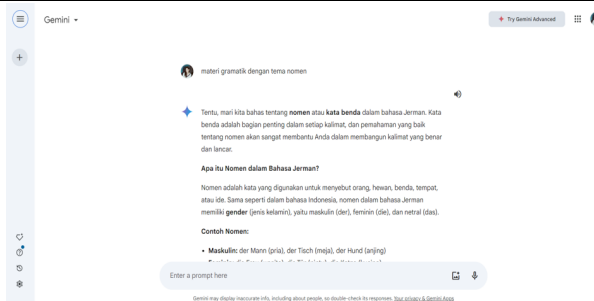 Gemini
Try Gemini Advanced
materi gramatik dengan tema nomen
Tentu, mari kita bahas tentang nomen atau kata benda dalam bahasa Jerman. Kata
benda adalah bagian penting dalam setiap kalimat, dan pemahaman yang baik
tentang nomen akan sangat membantu Anda dalam membangun kalimat yang benar
dan lancar.
Apa itu Nomen dalam Bahasa Jerman?
Nomen adalah kata yang digunakan untuk menyebut orang, hewan, benda, tempat,
atau ide. Sama seperti dalam bahasa Indonesia, nomen dalam bahasa Jerman
memiliki gender (jenis kelamin), yaitu maskulin (der), feminin (die), dan netral (das).
Contoh Nomen:
• Maskulin: der Mann (pria), der Tisch (meja), der Hund (anjing)
Enter a prompt here
Gemini may display inaccurate info, including about people, so double-check its responses. Your privacy & Gemini Apps